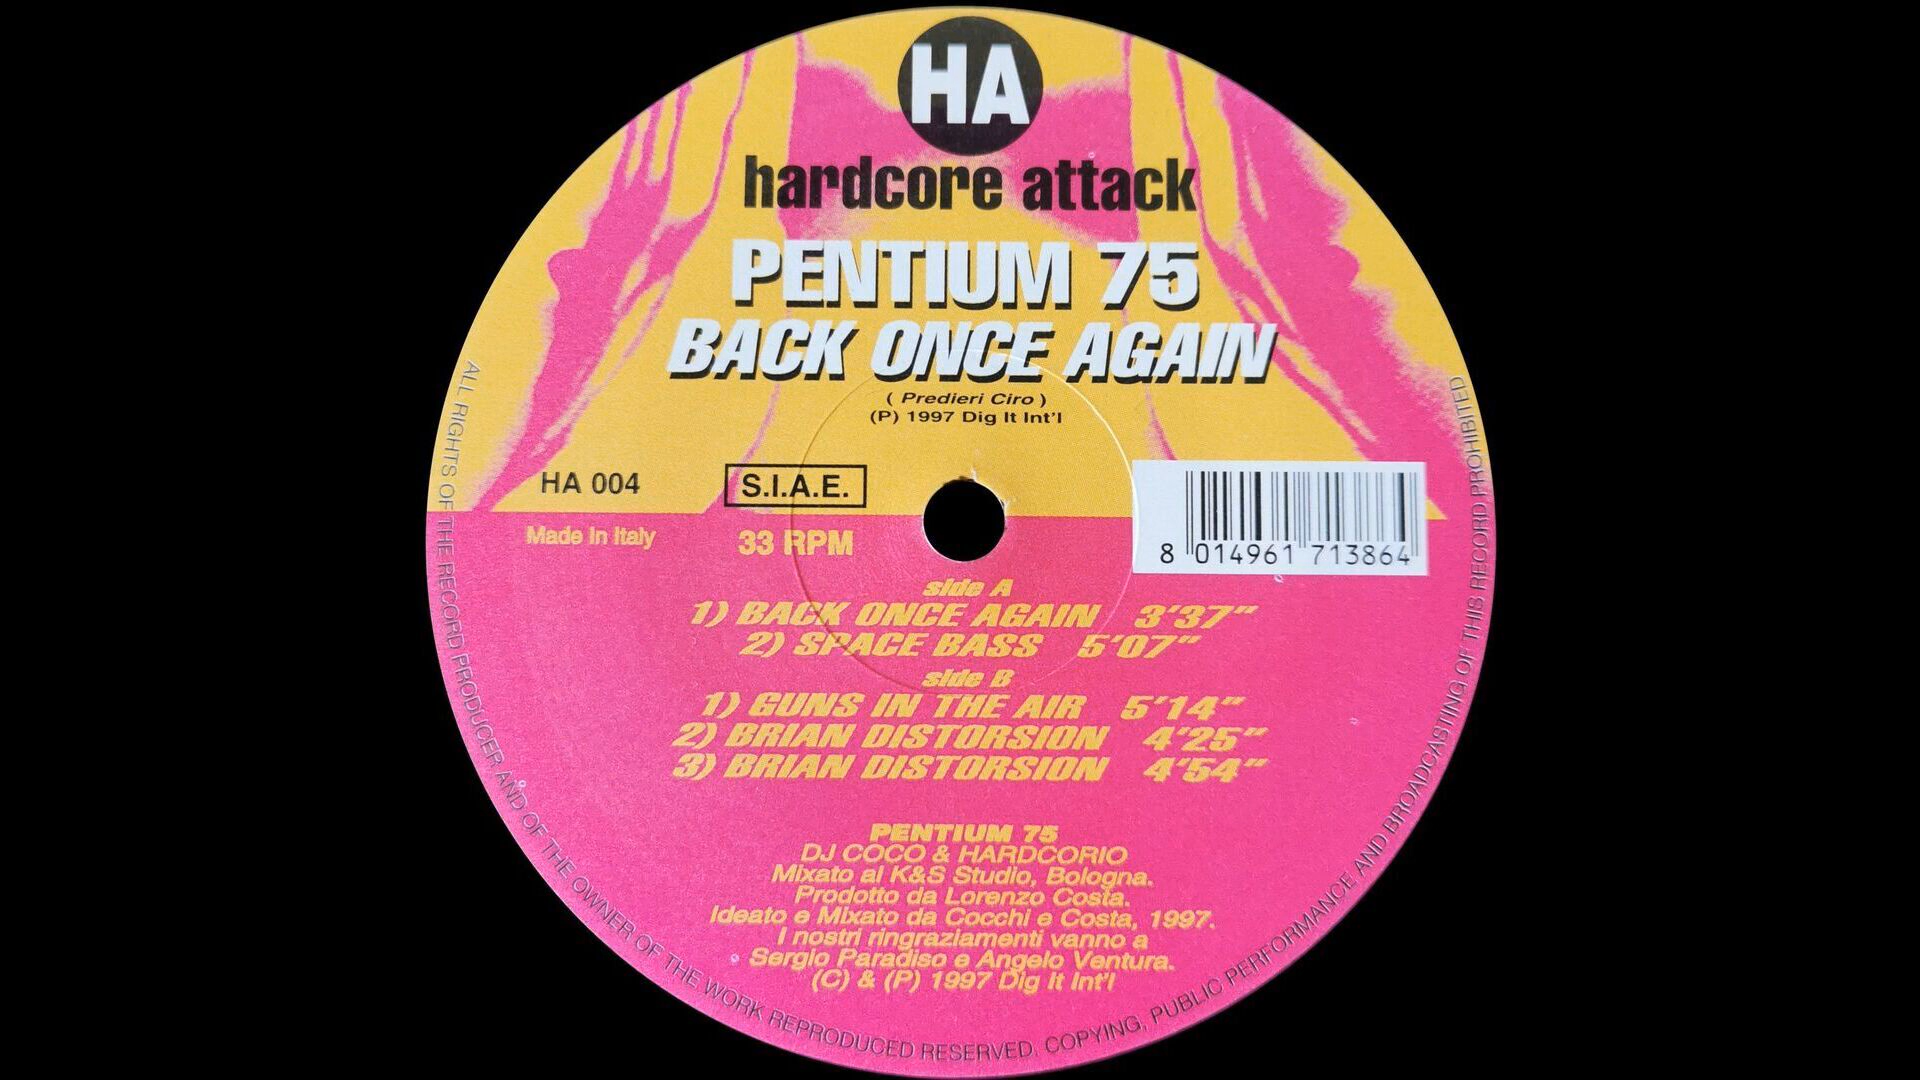 HA
hardcore attack
PENTIUM 75
BACK ONCE AGAIN
( Predieri Ciro )
(P) 1997 Dig It Int'l
HA 004
S.I.A.E.
Made in Italy
33 RPM
8 014961 713864
side A
1) BACK ONCE AGAIN 3'37"
2) SPACE BASS 5'07"
side B
1) GUNS IN THE AIR 5'14"
2) BRIAN DISTORSION 4'25"
3) BRIAN DISTORSION 4'54"
PENTIUM 75
DJ COCO & HARDCORIO
Mixato al K&S Studio, Bologna.
Prodotto da Lorenzo Costa.
Ideato e Mixato da Cocchi e Costa, 1997.
I nostri ringraziamenti vanno a
Sergio Paradiso e Angelo Ventura.
(C) & (P) 1997 Dig It Int'l
ALL RIGHTS OF THE RECORD PRODUCER AND OF THE OWNER OF THE WORK REPRODUCED RESERVED. COPYING, PUBLIC PERFORMANCE AND BROADCASTING OF THIS RECORD PROHIBITED